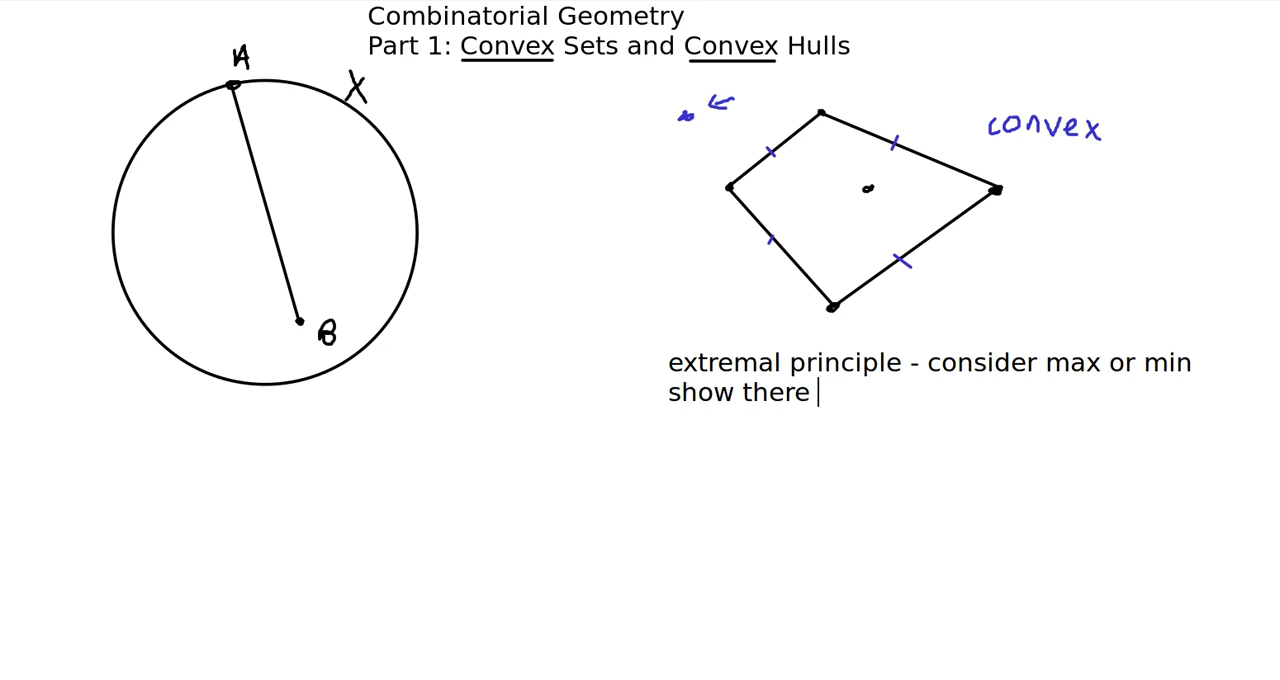 Combinatorial Geometry
Part 1: Convex Sets and Convex Hulls
A
X
convex
B
extremal principle - consider max or min
show there